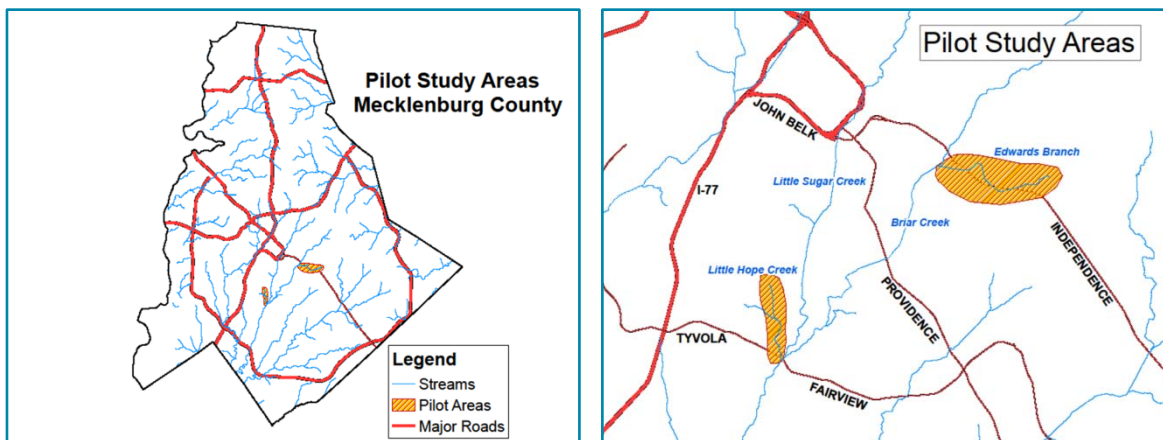 Pilot Study Areas
Mecklenburg County
Legend
Streams
Pilot Areas
Major Roads
Pilot Study Areas
JOHN BELK
Edwards Branch
I-77
Little Sugar Creek
Briar Creek
INDEPENDENCE
Little Hope Creek
PROVIDENCE
TYVOLA
FAIRVIEW